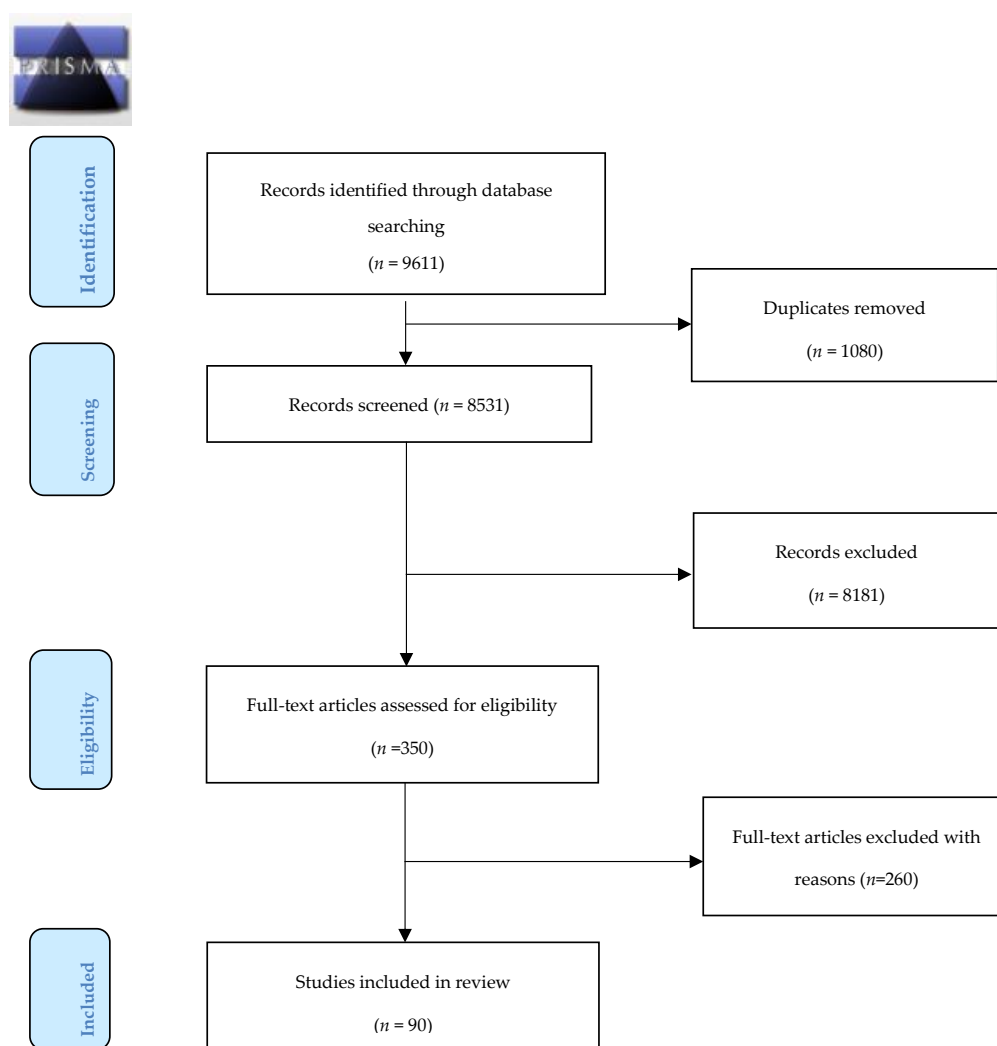 PRISMA
Identification
Records identified through database
searching
(n = 9611)
Duplicates removed
(n = 1080)
Screening
Records screened (n = 8531)
Records excluded
(n = 8181)
Eligibility
Full-text articles assessed for eligibility
(n =350)
Full-text articles excluded with
reasons (n=260)
Included
Studies included in review
(n = 90)